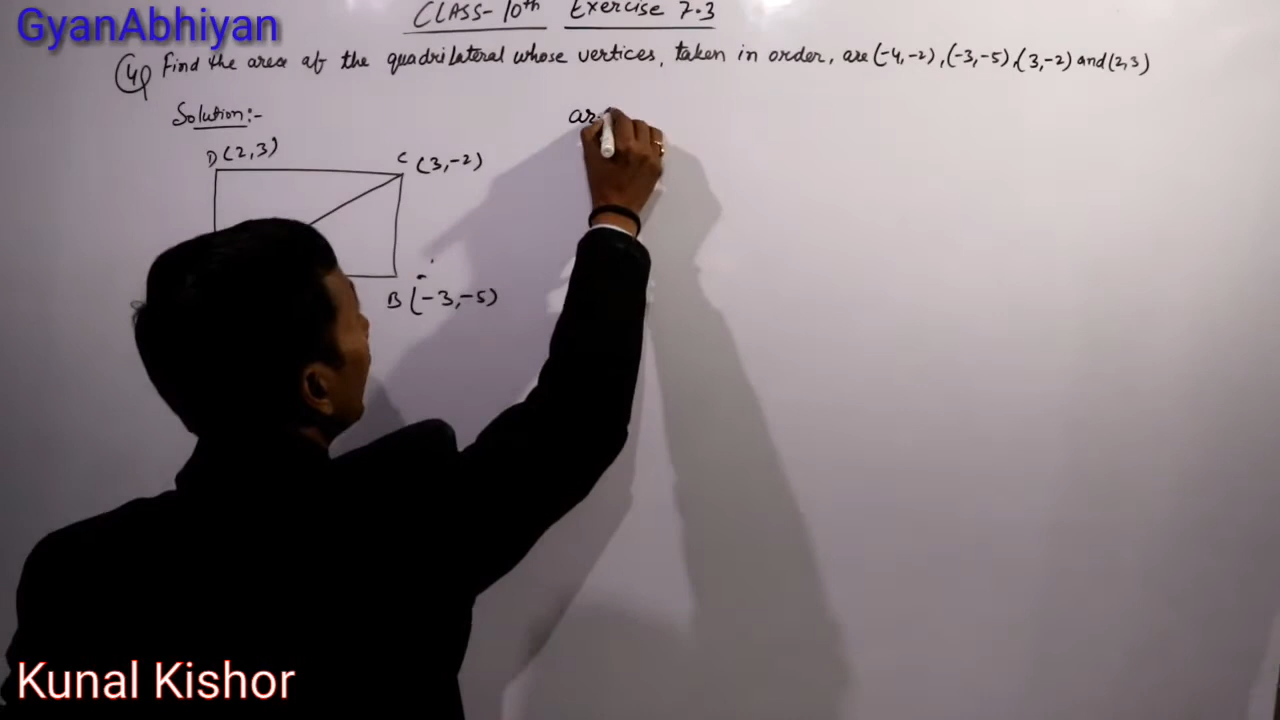 GyanAbhiyan
CLASS- 10th Exercise 7.3
(4) Find the area of the quadrilateral whose vertices, taken in order, are (-4,-2), (-3,-5), (3,-2) and (2,3)
Solution:-
ar
D (2,3)
C (3,-2)
B (-3,-5)
Kunal Kishor